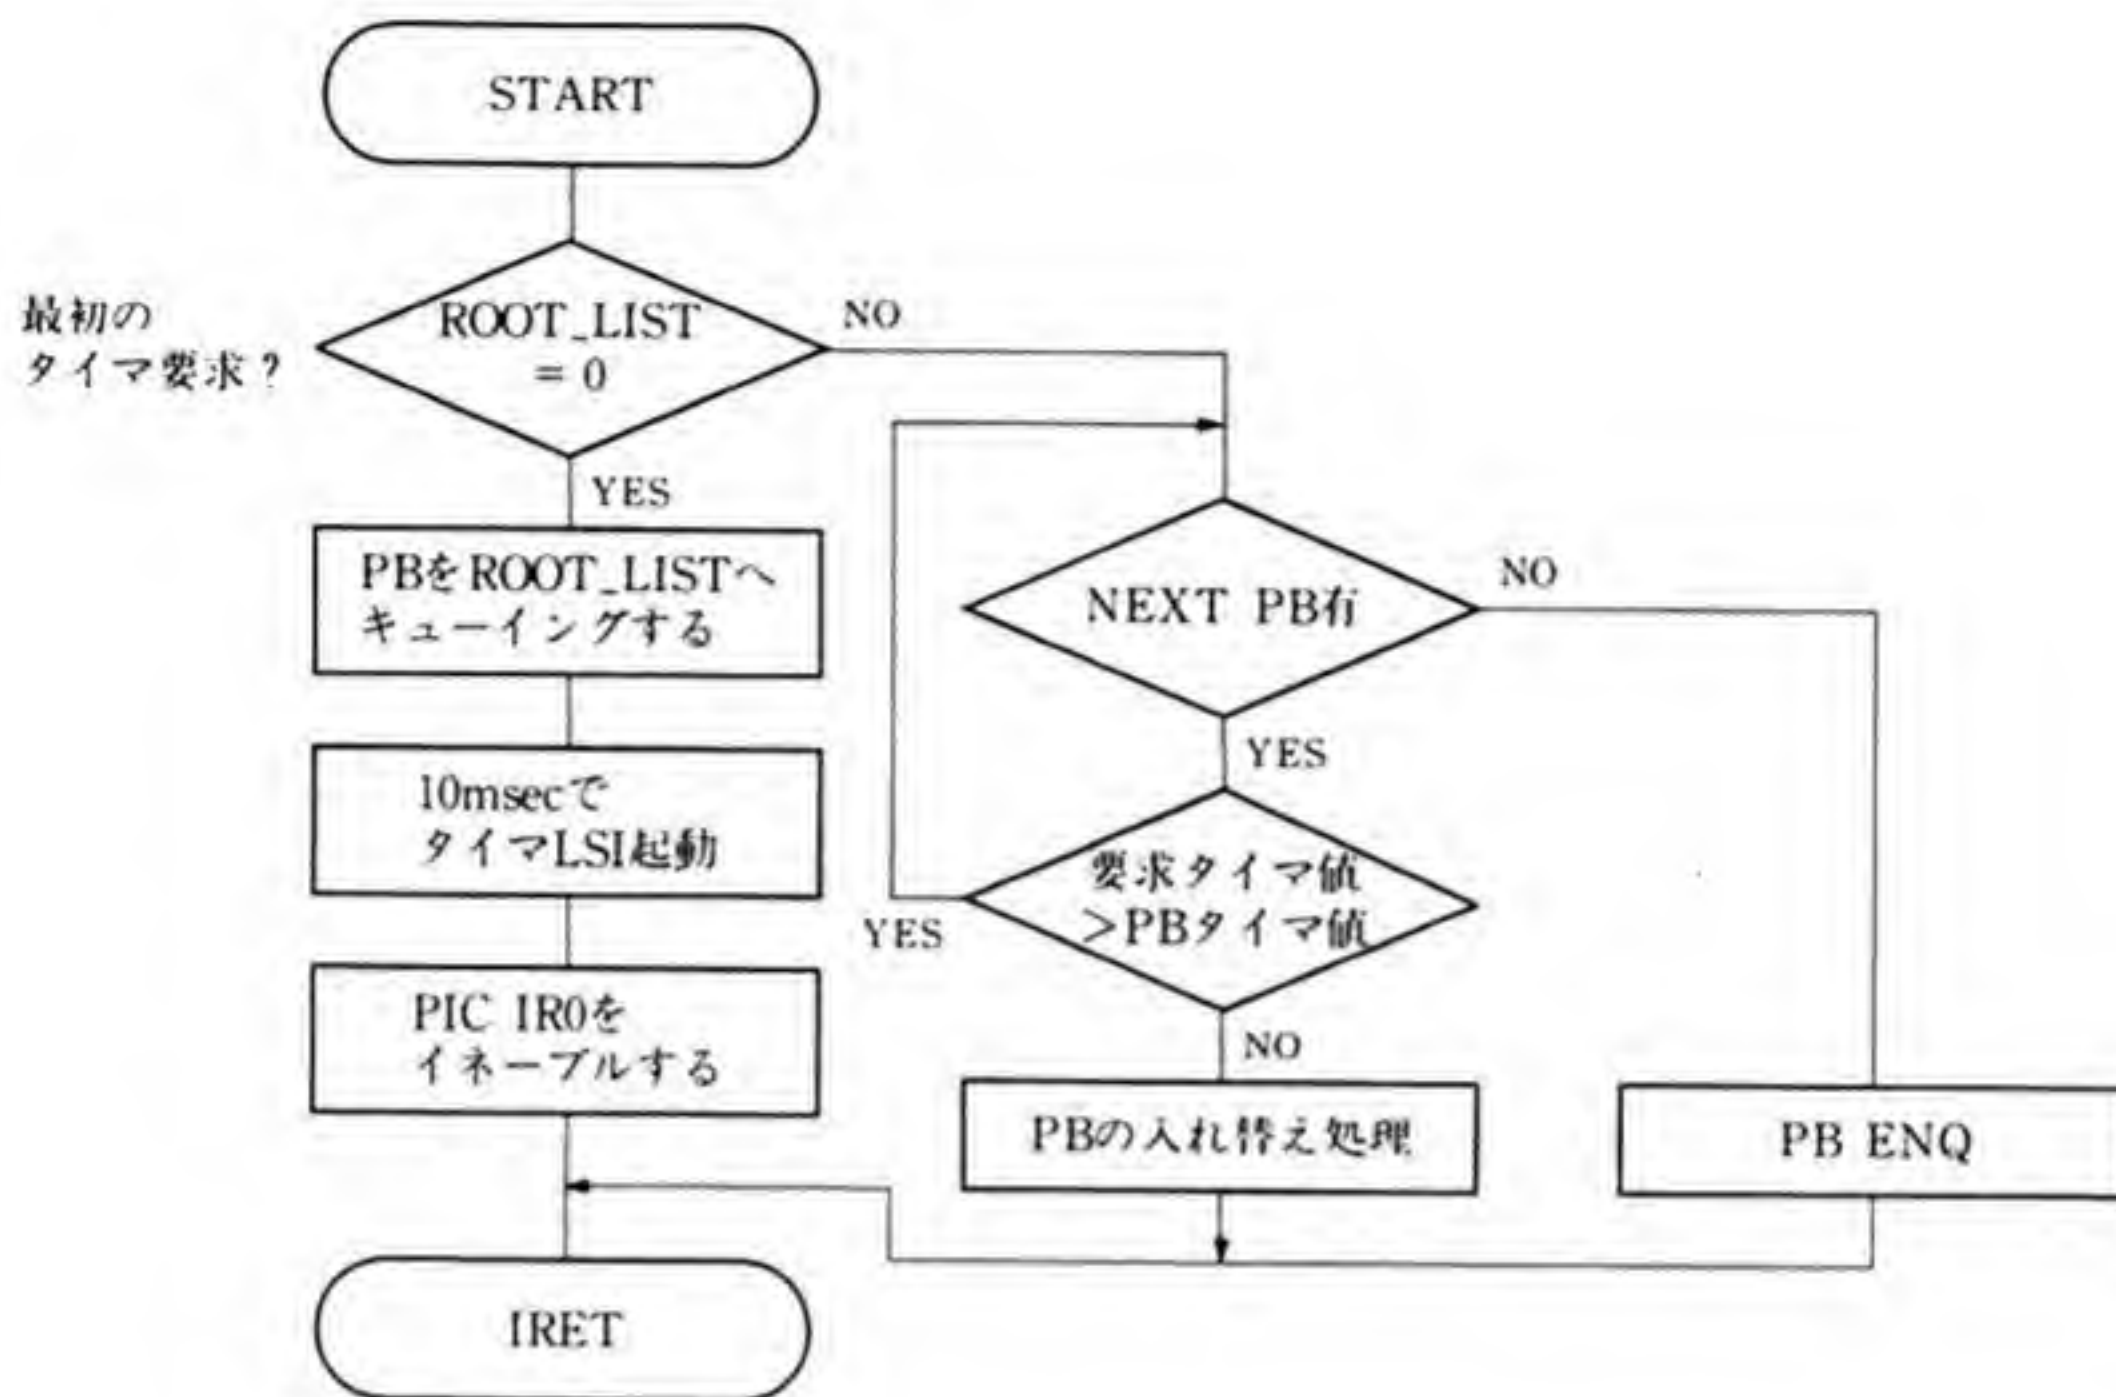 START
最初の
タイマ要求?
ROOT_LIST
= 0
NO
YES
PBをROOT_LISTへ
キューイングする
NEXT PB有
NO
YES
10msecで
タイマLSI起動
要求タイマ値
>PBタイマ値
YES
NO
PIC IR0を
イネーブルする
PBの入れ替え処理
PB ENQ
IRET